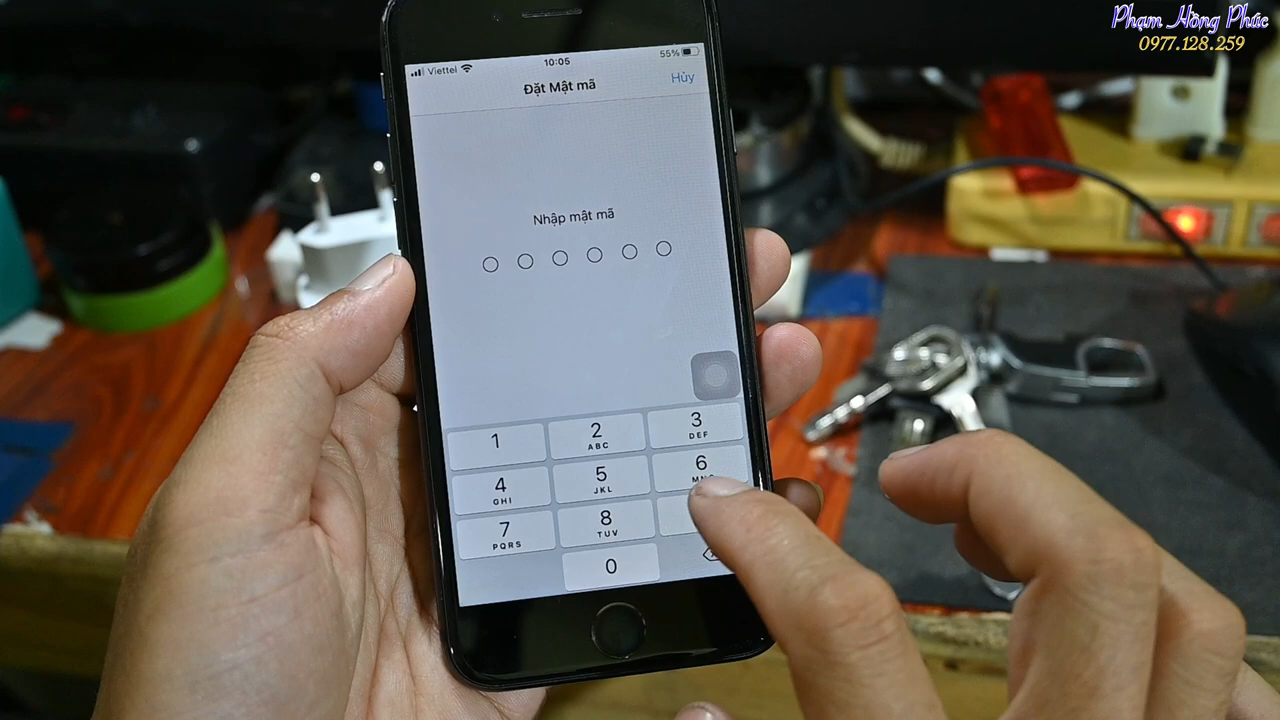 Phạm Hồng Phúc
0977.128.259
Viettel 10:05 55%
Đặt Mật mã Hủy
Nhập mật mã
1 2 3
ABC DEF
4 5 6
GHI JKL
7 8
PQRS TUV
0